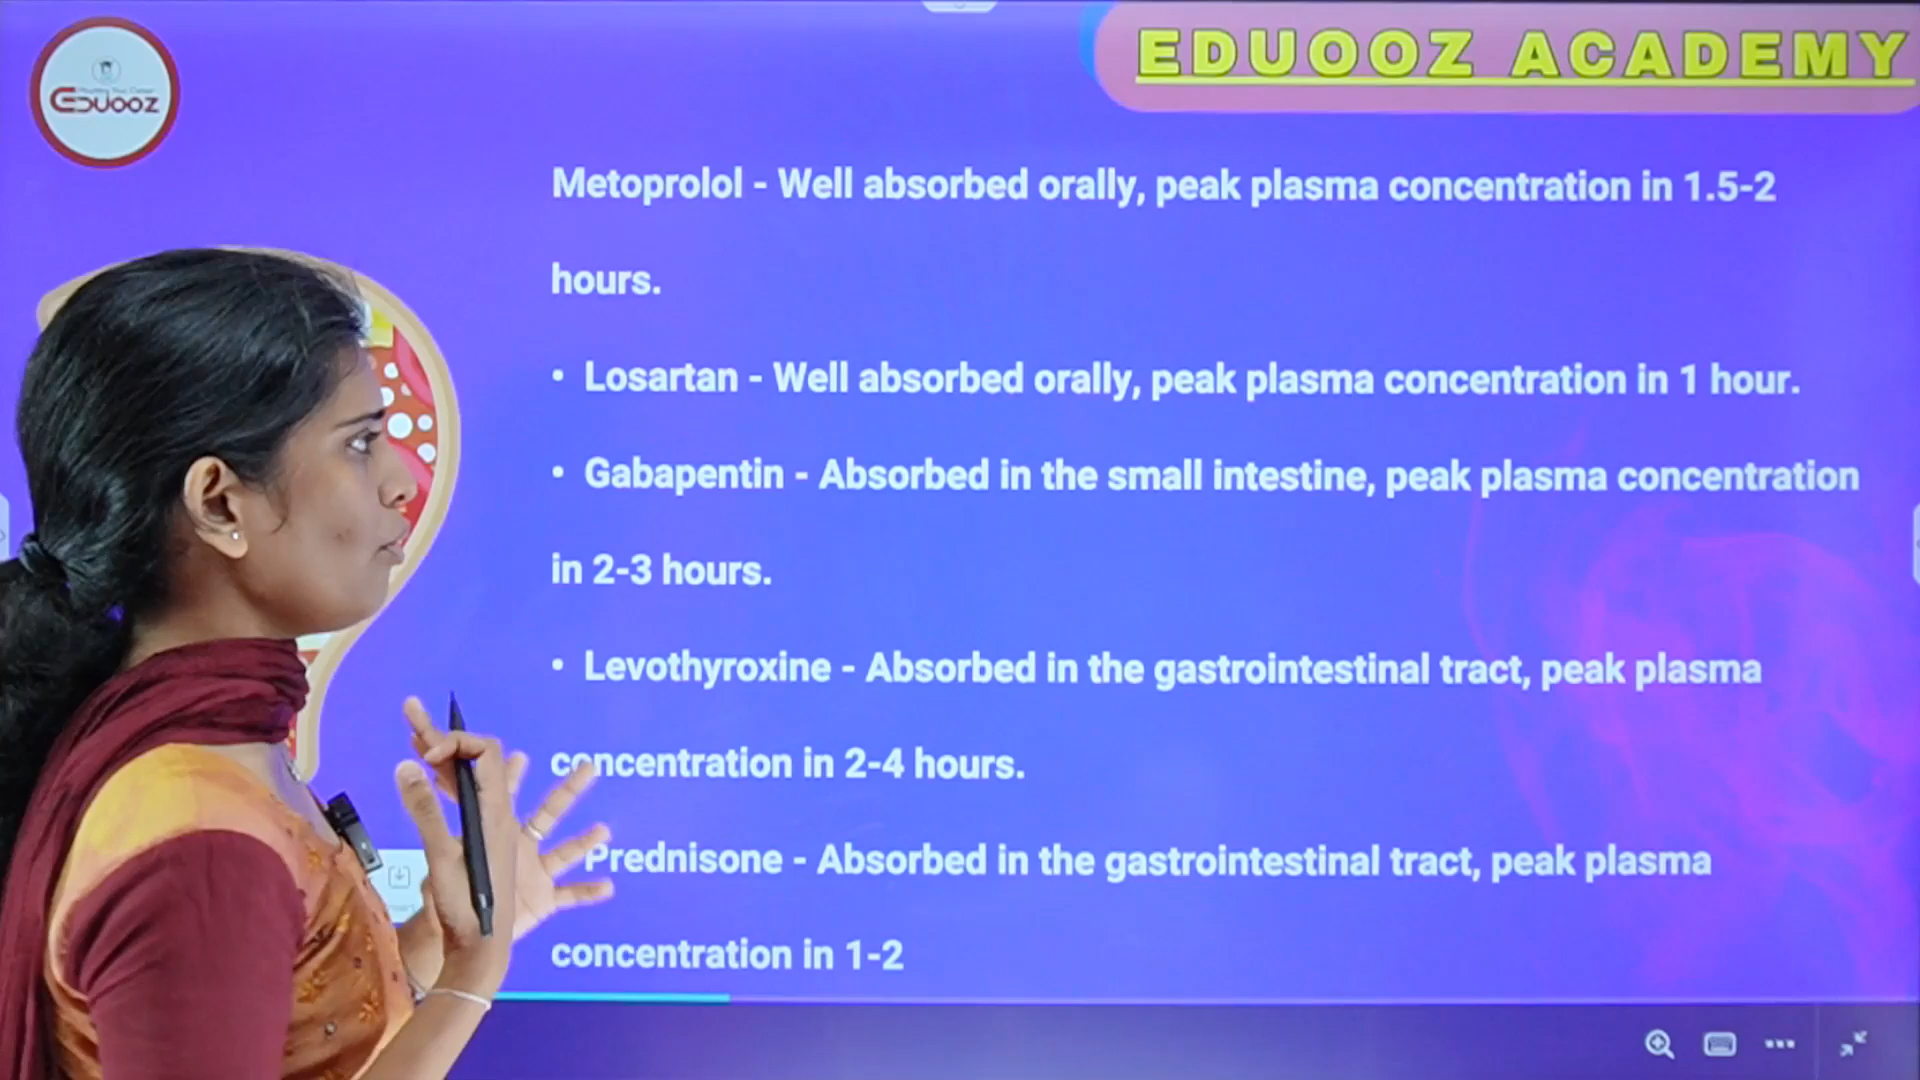 EDUOOZ ACADEMY
EDUOOZ
Metoprolol - Well absorbed orally, peak plasma concentration in 1.5-2
hours.
• Losartan - Well absorbed orally, peak plasma concentration in 1 hour.
• Gabapentin - Absorbed in the small intestine, peak plasma concentration
in 2-3 hours.
• Levothyroxine - Absorbed in the gastrointestinal tract, peak plasma
concentration in 2-4 hours.
Prednisone - Absorbed in the gastrointestinal tract, peak plasma
concentration in 1-2